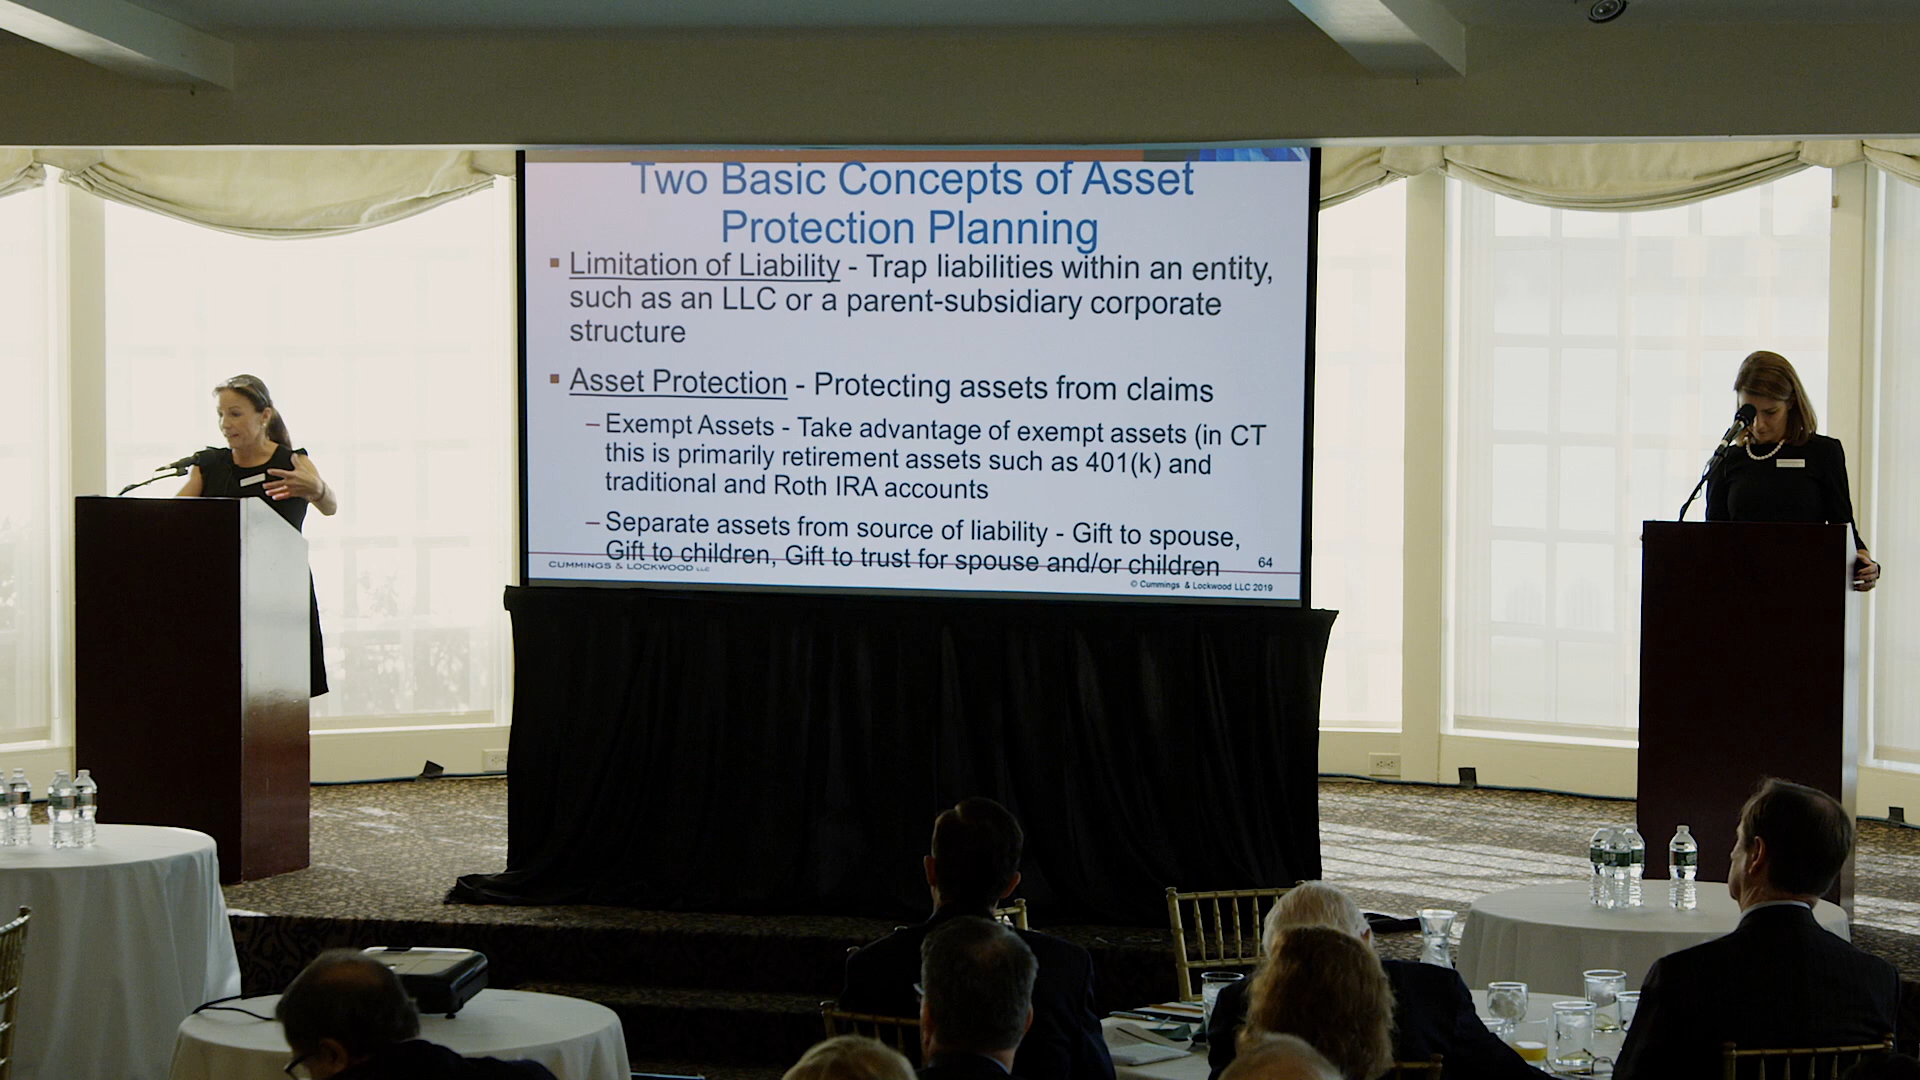 Two Basic Concepts of Asset
Protection Planning
▪ Limitation of Liability - Trap liabilities within an entity,
such as an LLC or a parent-subsidiary corporate
structure
▪ Asset Protection - Protecting assets from claims
– Exempt Assets - Take advantage of exempt assets (in CT
this is primarily retirement assets such as 401(k) and
traditional and Roth IRA accounts
– Separate assets from source of liability - Gift to spouse,
Gift to children, Gift to trust for spouse and/or children
CUMMINGS & LOCKWOOD LLC
64
© Cummings & Lockwood LLC 2019